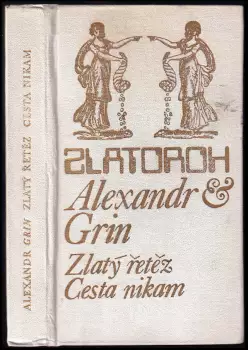 ALEXANDR GRIN ZLATÝ ŘETĚZ CESTA NIKAM
ZLATOROH
Alexandr &
Grin
Zlatý řetěz
Cesta nikam